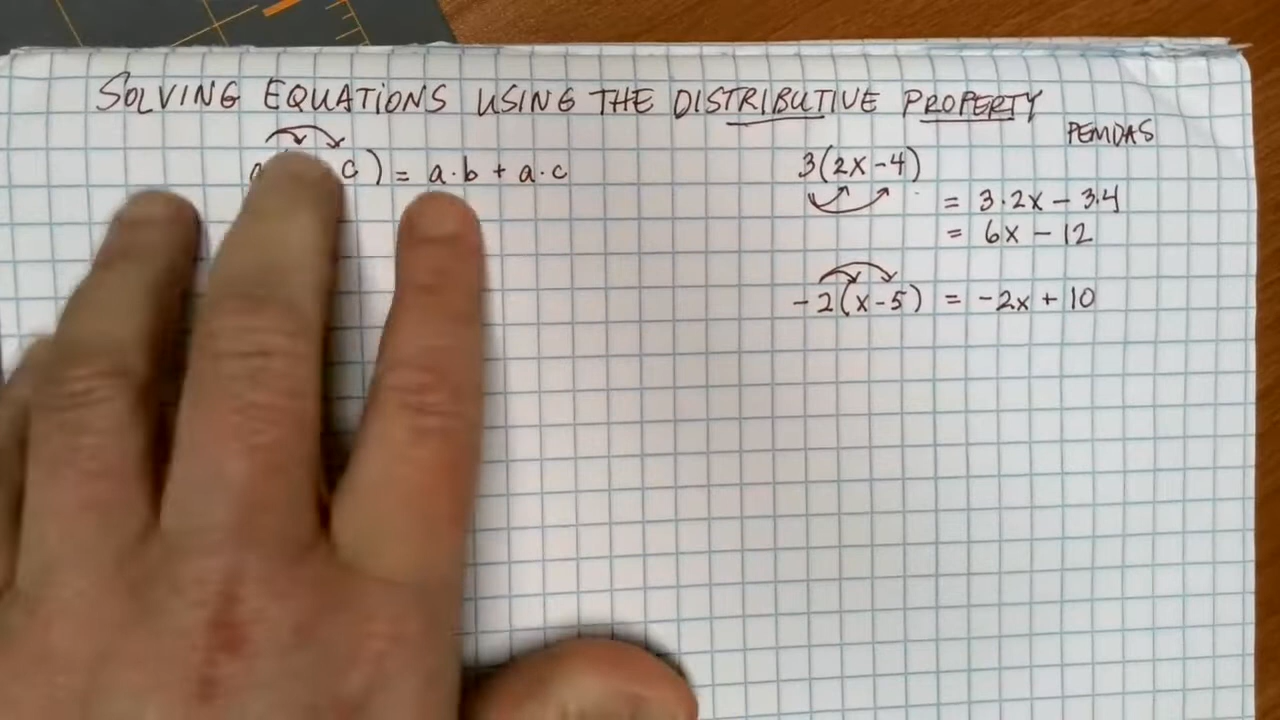 SOLVING EQUATIONS USING THE DISTRIBUTIVE PROPERTY
PEMDAS
c) = a·b + a·c
3(2x-4)
= 3·2x - 3·4
= 6x - 12
-2(x-5) = -2x + 10